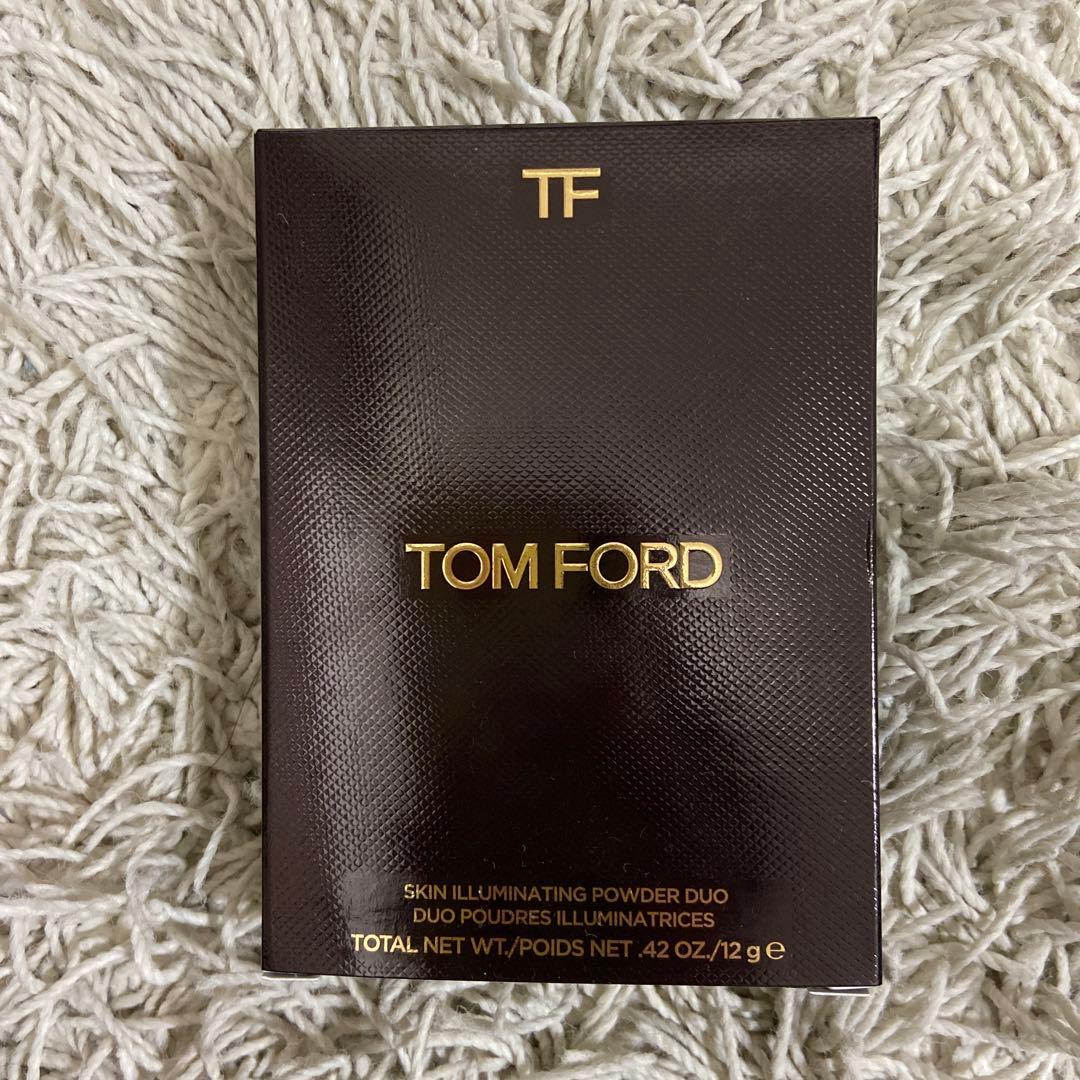 TF
TOM FORD
SKIN ILLUMINATING POWDER DUO
DUO POUDRES ILLUMINATRICES
TOTAL NET WT./POIDS NET .42 OZ./12 g ℮